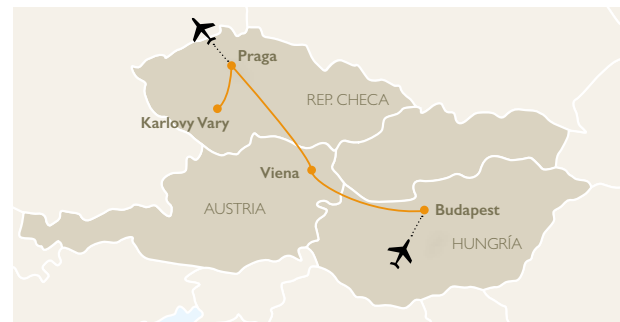 Praga
REP. CHECA
Karlovy Vary
Viena
AUSTRIA
Budapest
HUNGRÍA